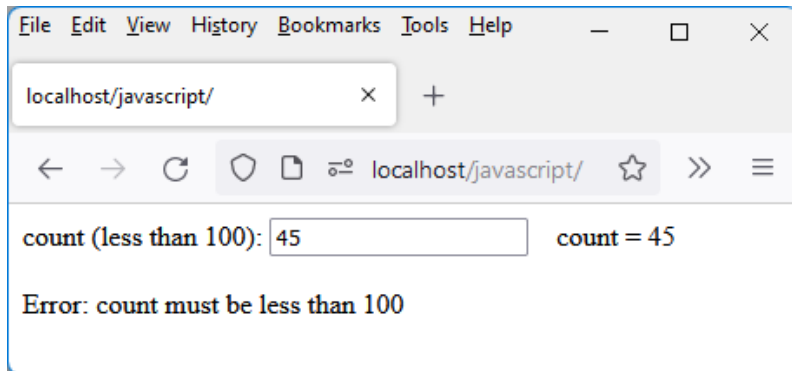 File Edit View History Bookmarks Tools Help
localhost/javascript/
localhost/javascript/
count (less than 100): 45 count = 45
Error: count must be less than 100